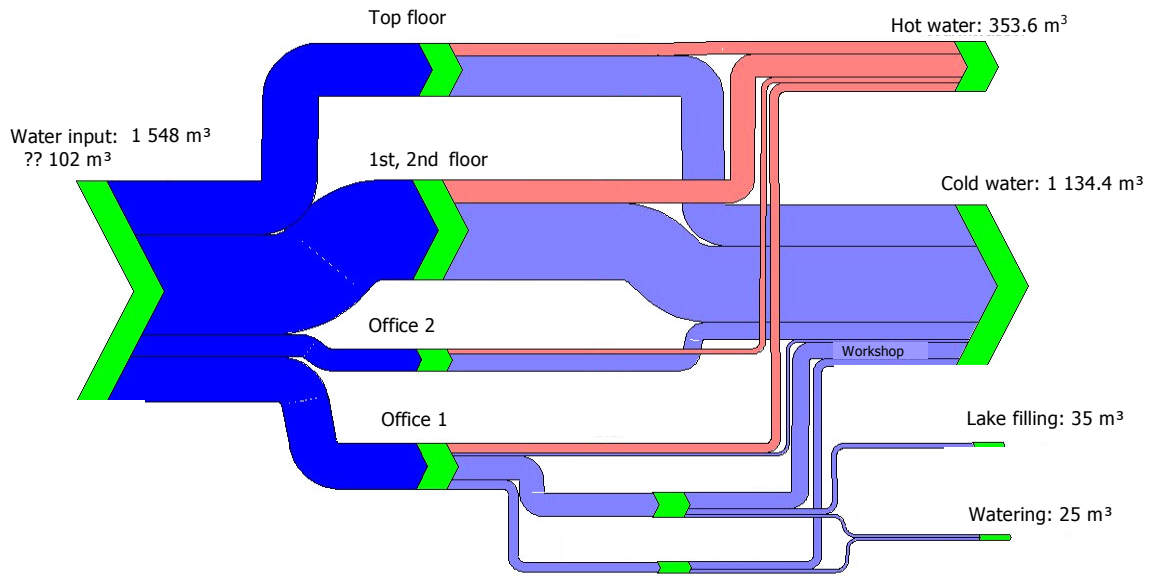 Top floor
Hot water: 353.6 m³
Water input: 1 548 m³
?? 102 m³
1st, 2nd floor
Cold water: 1 134.4 m³
Office 2
Workshop
Office 1
Lake filling: 35 m³
Watering: 25 m³